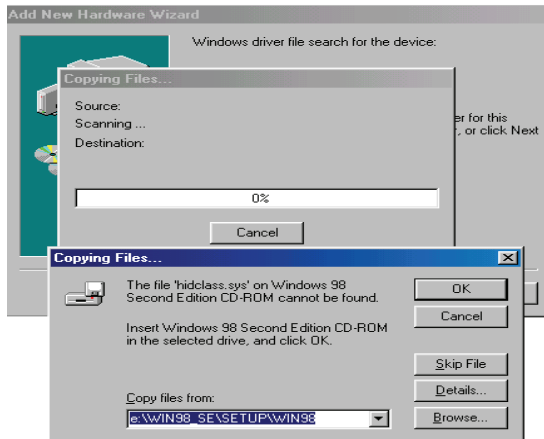 Add New Hardware Wizard
Windows driver file search for the device:
Copying Files...
Source:
Scanning ...
Destination:
er for this
, or click Next
0%
Cancel
Copying Files...
The file 'hidclass.sys' on Windows 98
Second Edition CD-ROM cannot be found.
Insert Windows 98 Second Edition CD-ROM
in the selected drive, and click OK.
OK
Cancel
Skip File
Details...
Browse...
Copy files from:
e:\WIN98_SE\SETUP\WIN98